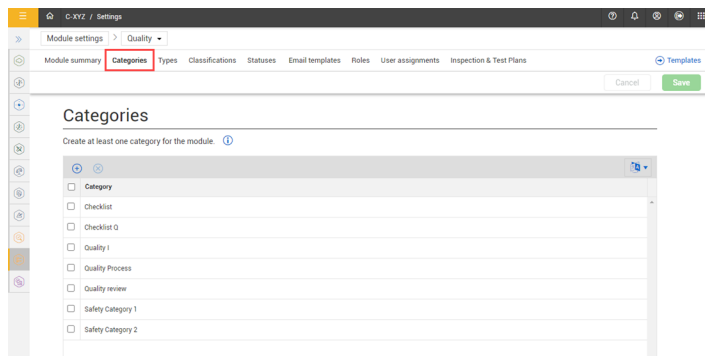 C-XYZ / Settings
Module settings > Quality
Module summary Categories Types Classifications Statuses Email templates Roles User assignments Inspection & Test Plans Templates
Cancel Save
Categories
Create at least one category for the module.
Category
Checklist
Checklist Q
Quality I
Quality Process
Quality review
Safety Category 1
Safety Category 2